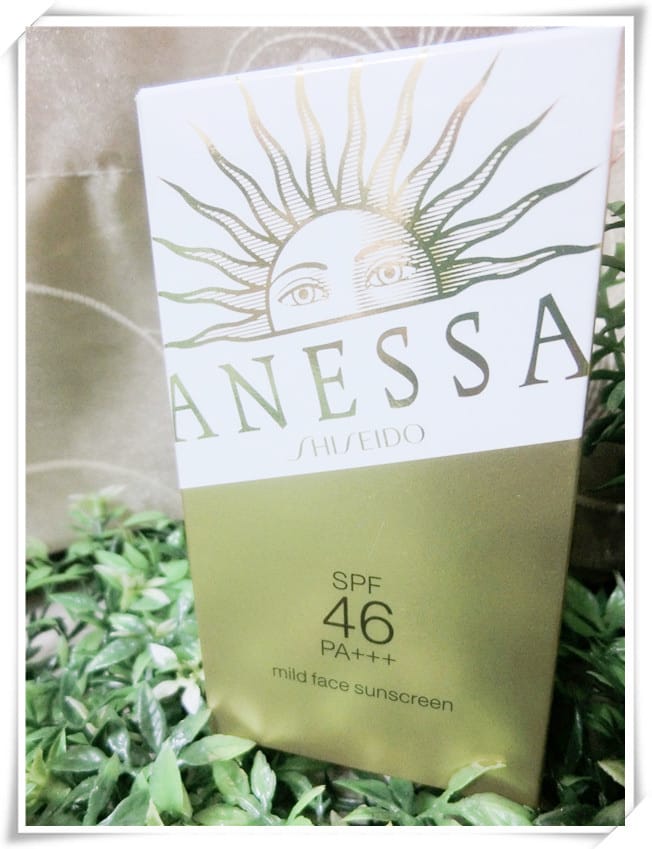 ANESSA
SHISEIDO
SPF
46
PA+++
mild face sunscreen